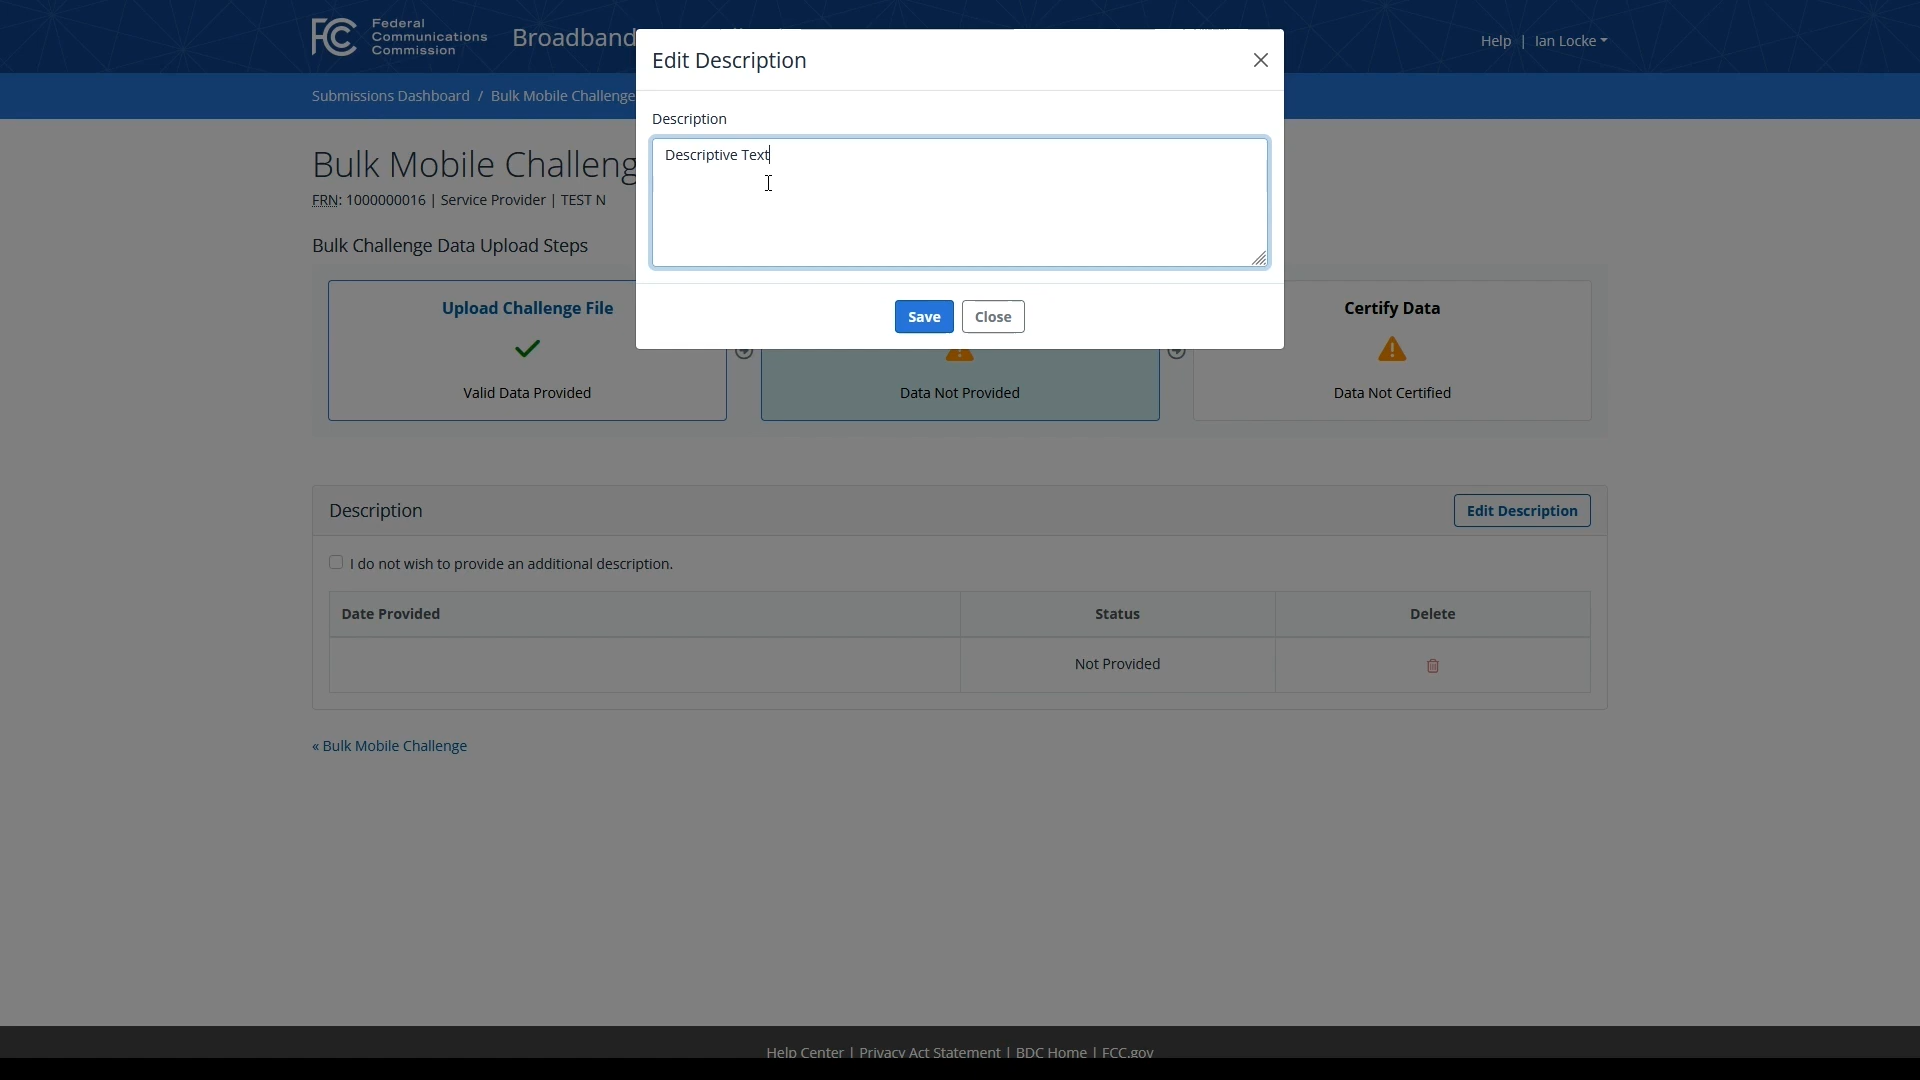 Federal
Communications
Commission
Broadband
Help | Ian Locke
Submissions Dashboard / Bulk Mobile Challenge
Edit Description
Description
Descriptive Text
Save Close
Bulk Mobile Challeng
FRN: 1000000016 | Service Provider | TEST N
Bulk Challenge Data Upload Steps
Upload Challenge File
Valid Data Provided
Data Not Provided
Certify Data
Data Not Certified
Description
Edit Description
I do not wish to provide an additional description.
Date Provided Status Delete
Not Provided
« Bulk Mobile Challenge
Help Center | Privacy Act Statement | BDC Home | FCC.gov